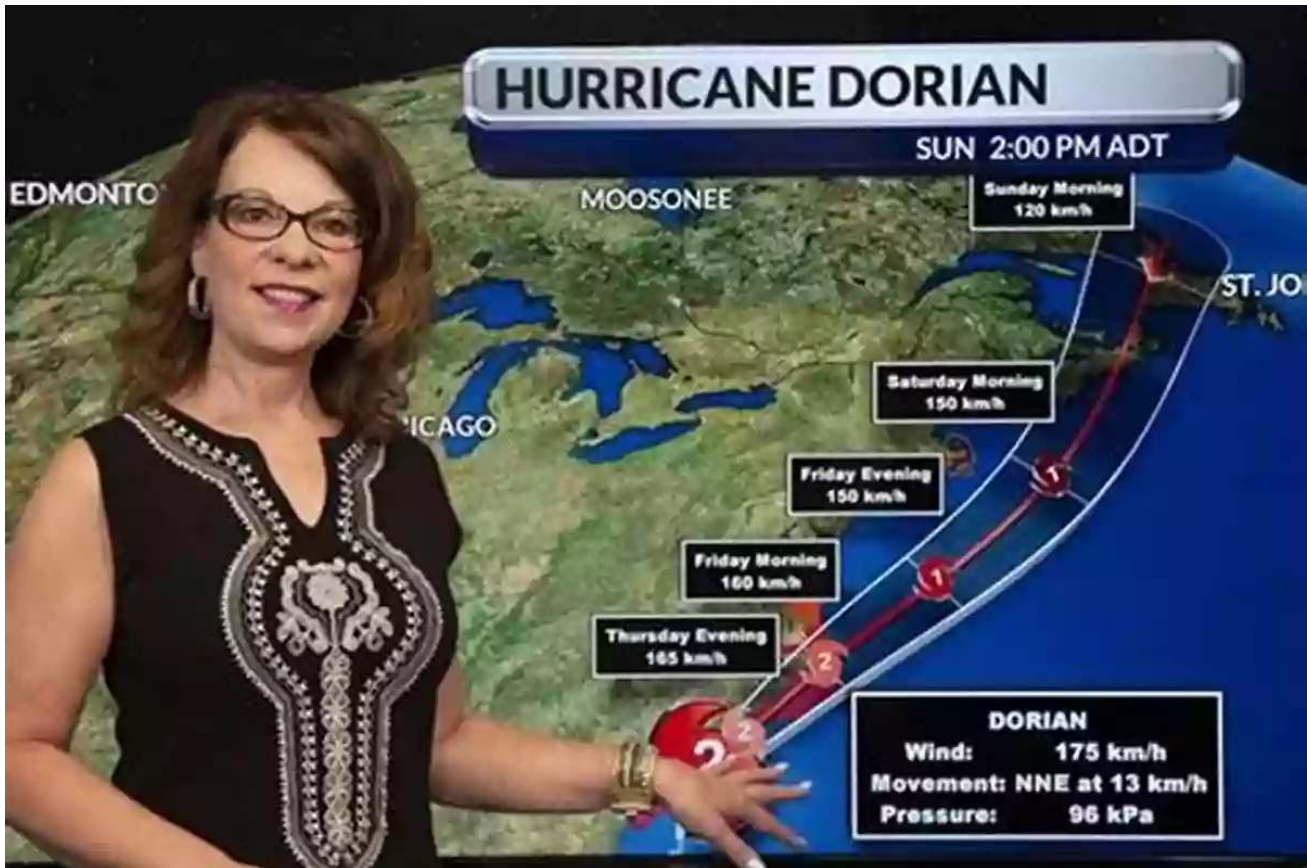 HURRICANE DORIAN
SUN 2:00 PM ADT
EDMONTO
MOOSONEE
Sunday Morning
120 km/h
ST. JO
Saturday Morning
150 km/h
ICAGO
Friday Evening
150 km/h
Friday Morning
160 km/h
Thursday Evening
165 km/h
1
1
2
2
2
DORIAN
Wind: 175 km/h
Movement: NNE at 13 km/h
Pressure: 96 kPa